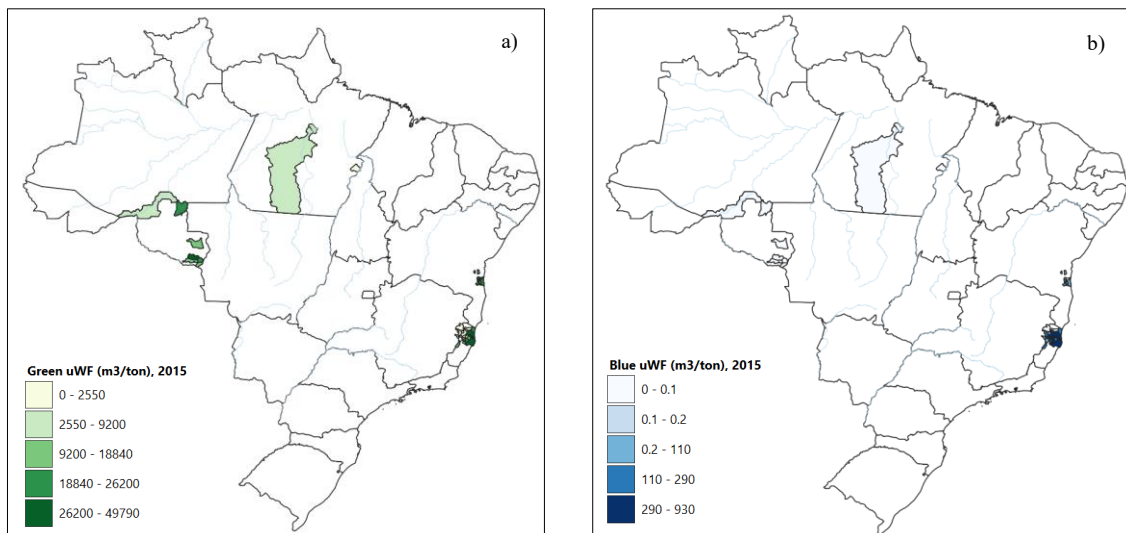 a)
Green uWF (m3/ton), 2015
0 - 2550
2550 - 9200
9200 - 18840
18840 - 26200
26200 - 49790
b)
Blue uWF (m3/ton), 2015
0 - 0.1
0.1 - 0.2
0.2 - 110
110 - 290
290 - 930